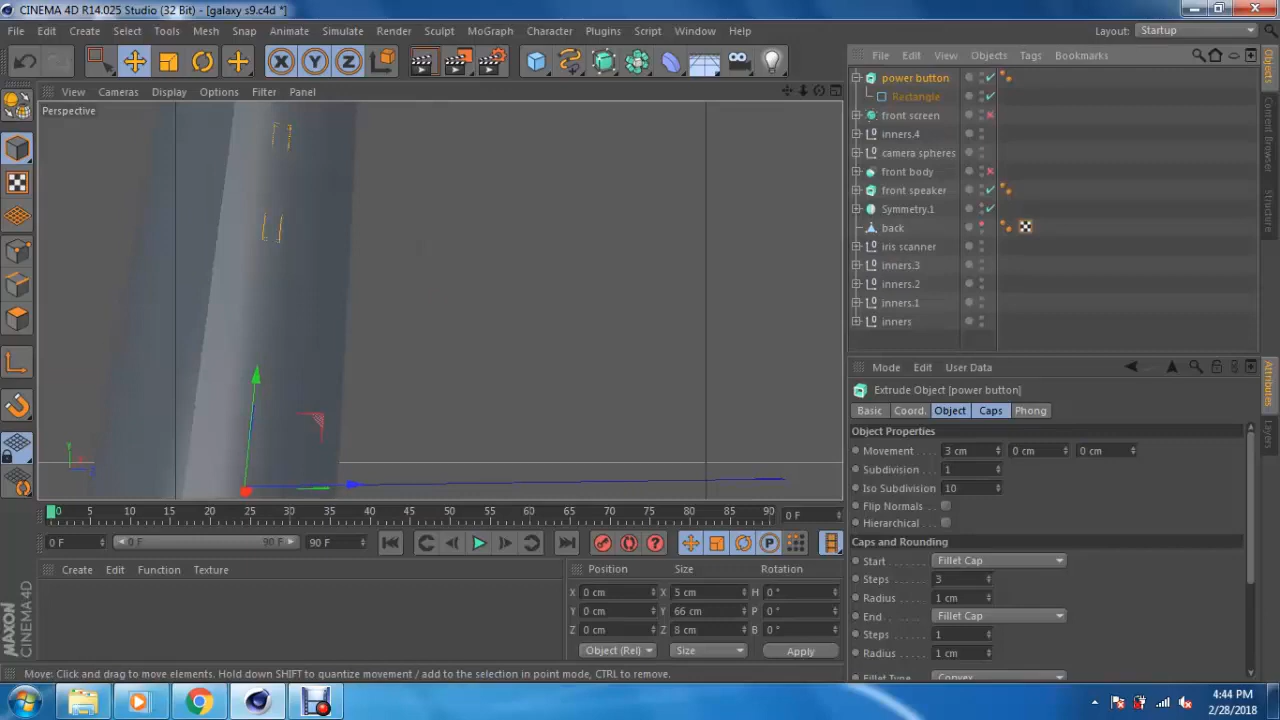 CINEMA 4D R14.025 Studio (32 Bit) - [galaxy s9.c4d *]
File Edit Create Select Tools Mesh Snap Animate Simulate Render Sculpt MoGraph Character Plugins Script Window Help Layout: Startup
X Y Z
View Cameras Display Options Filter Panel
Perspective
Y
File Edit View Objects Tags Bookmarks
power button
Rectangle
front screen
inners.4
camera spheres
front body
front speaker
Symmetry.1
back
iris scanner
inners.3
inners.2
inners.1
inners
Objects
Content Browser
Structure
Mode Edit User Data
Extrude Object [power button]
Basic Coord. Object Caps Phong
Object Properties
Movement 3 cm 0 cm 0 cm
Subdivision 1
Iso Subdivision 10
Flip Normals
Hierarchical
Caps and Rounding
Start Fillet Cap
Steps 3
Radius 1 cm
End Fillet Cap
Steps 1
Radius 1 cm
Fillet Type Convex
Attributes
Layers
0 5 10 15 20 25 30 35 40 45 50 55 60 65 70 75 80 85 90 0 F
0 F 0 F 90 F 90 F P
Create Edit Function Texture
Position Size Rotation
X 0 cm X 5 cm H 0 °
Y 0 cm Y 66 cm P 0 °
Z 0 cm Z 8 cm B 0 °
Object (Rel) Size Apply
MAXON
CINEMA 4D
Move: Click and drag to move elements. Hold down SHIFT to quantize movement / add to the selection in point mode, CTRL to remove.
4:44 PM
2/28/2018